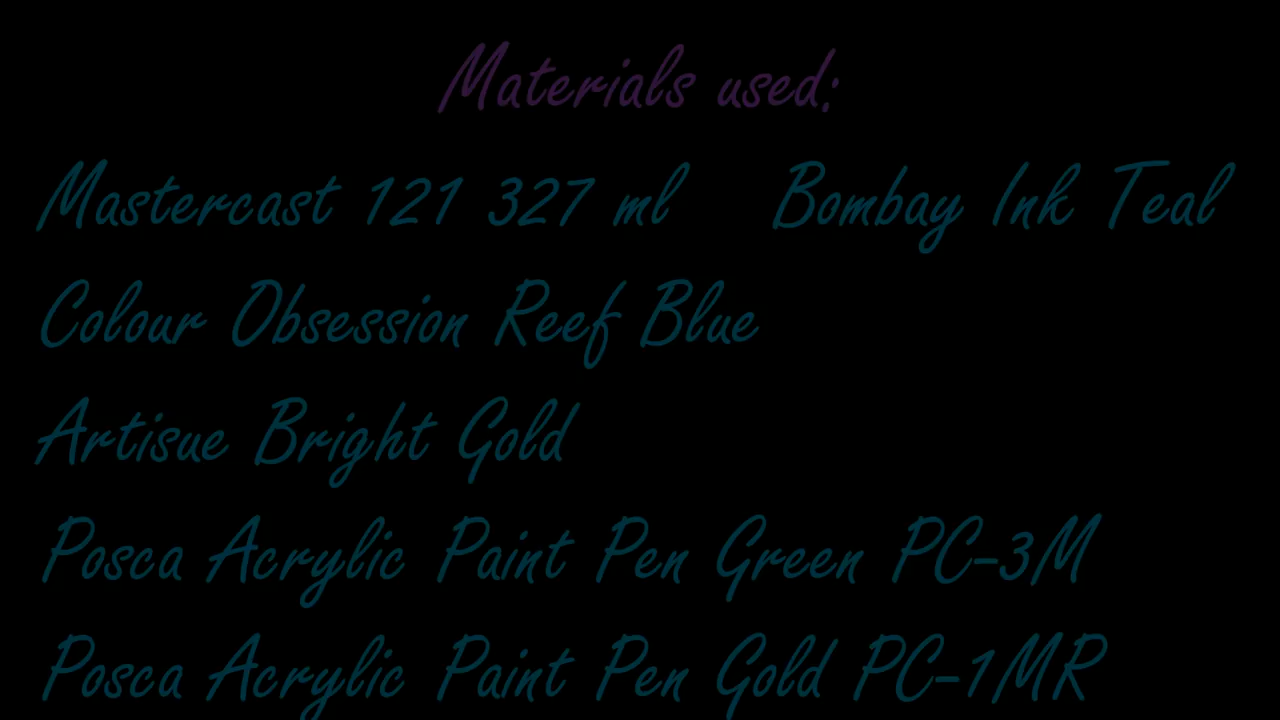 Materials used:
Mastercast 121 327 ml Bombay Ink Teal
Colour Obsession Reef Blue
Artisue Bright Gold
Posca Acrylic Paint Pen Green PC-3M
Posca Acrylic Paint Pen Gold PC-1MR